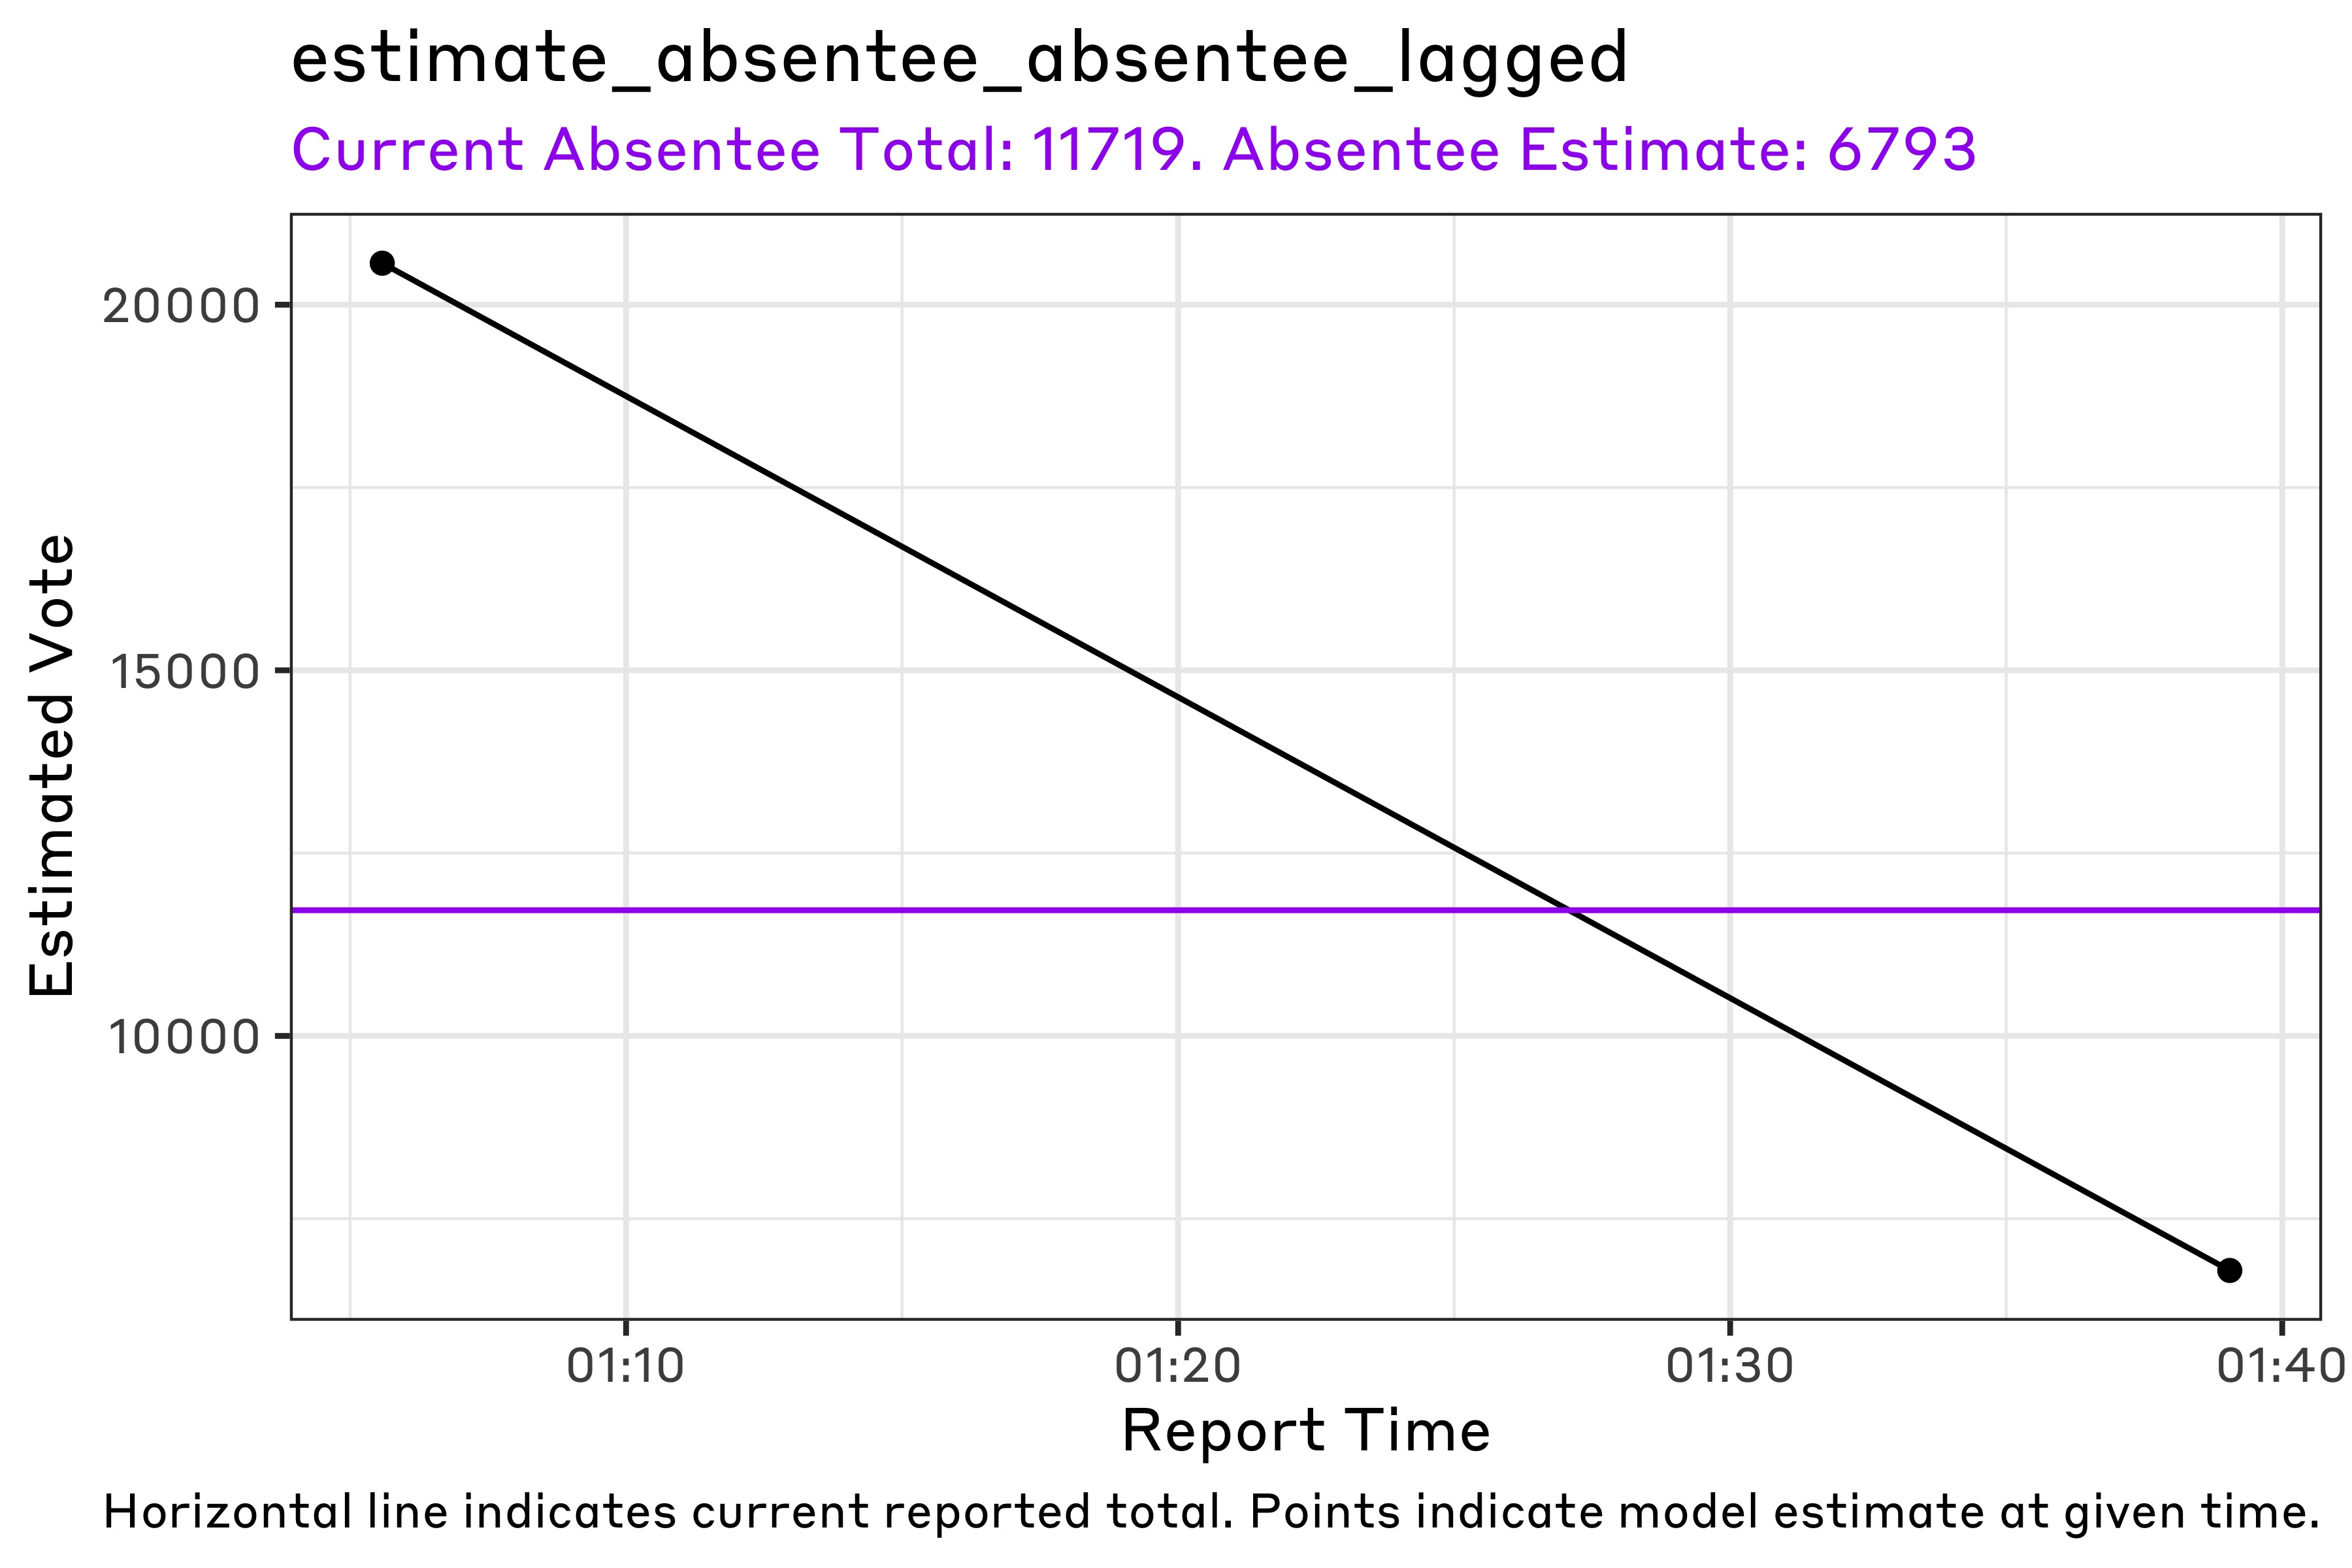 estimate_absentee_absentee_lagged
Current Absentee Total: 11719. Absentee Estimate: 6793
Estimated Vote
20000
15000
10000
01:10
01:20
01:30
01:40
Report Time
Horizontal line indicates current reported total. Points indicate model estimate at given time.